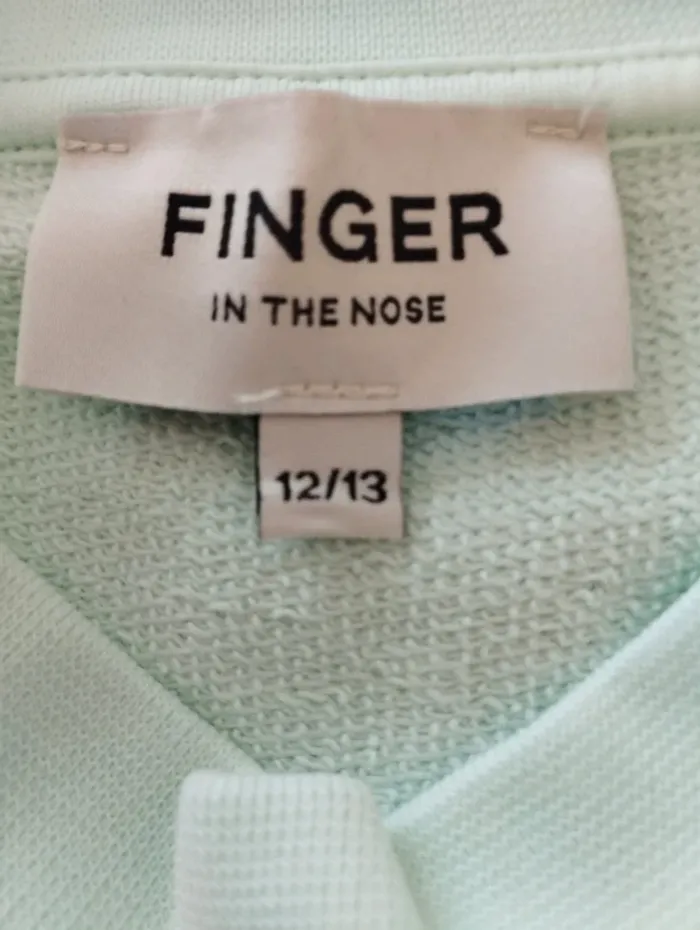 FINGER
IN THE NOSE
12/13